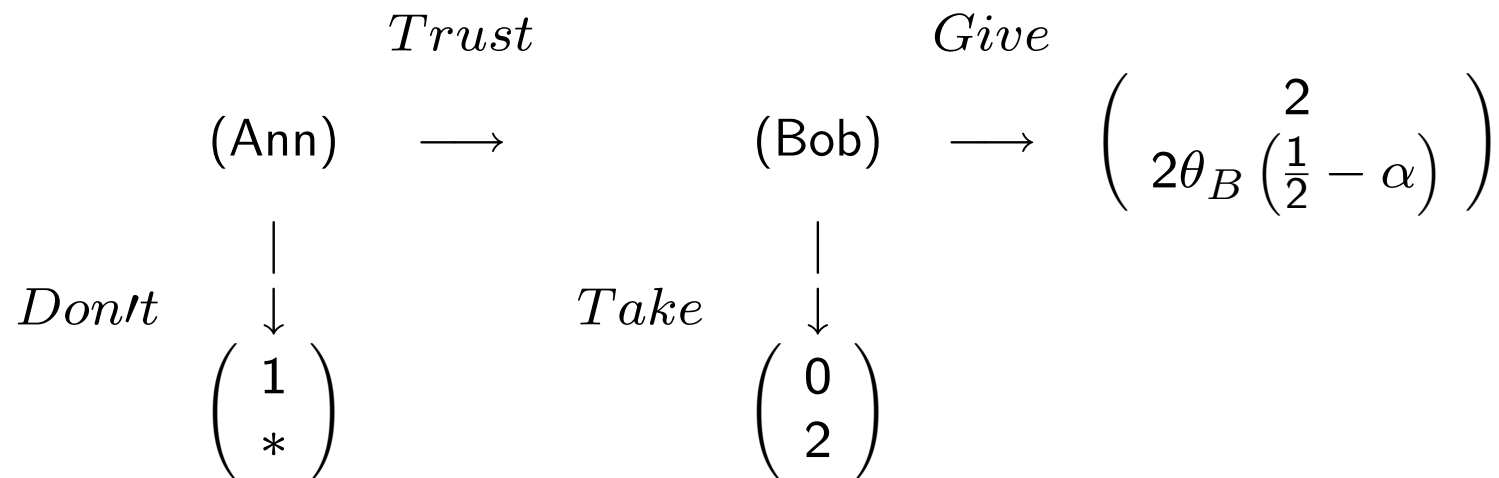 Trust Give
(Ann) ⟶ (Bob) ⟶ ( 2
2θ_B (1/2 − α) )
Don't Take
( 1
* )
( 0
2 )